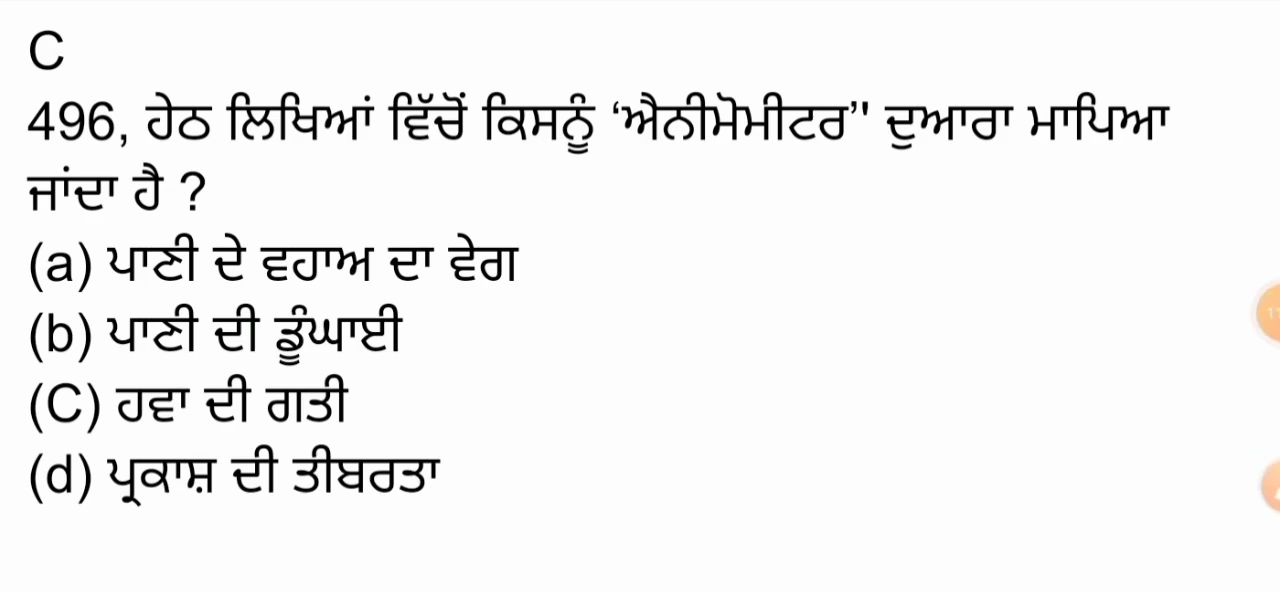 C
496, ਹੇਠ ਲਿਖਿਆਂ ਵਿੱਚੋਂ ਕਿਸਨੂੰ ‘ਐਨੀਮੋਮੀਟਰ’' ਦੁਆਰਾ ਮਾਪਿਆ
ਜਾਂਦਾ ਹੈ ?
(a) ਪਾਣੀ ਦੇ ਵਹਾਅ ਦਾ ਵੇਗ
(b) ਪਾਣੀ ਦੀ ਡੂੰਘਾਈ
(C) ਹਵਾ ਦੀ ਗਤੀ
(d) ਪ੍ਰਕਾਸ਼ ਦੀ ਤੀਬਰਤਾ